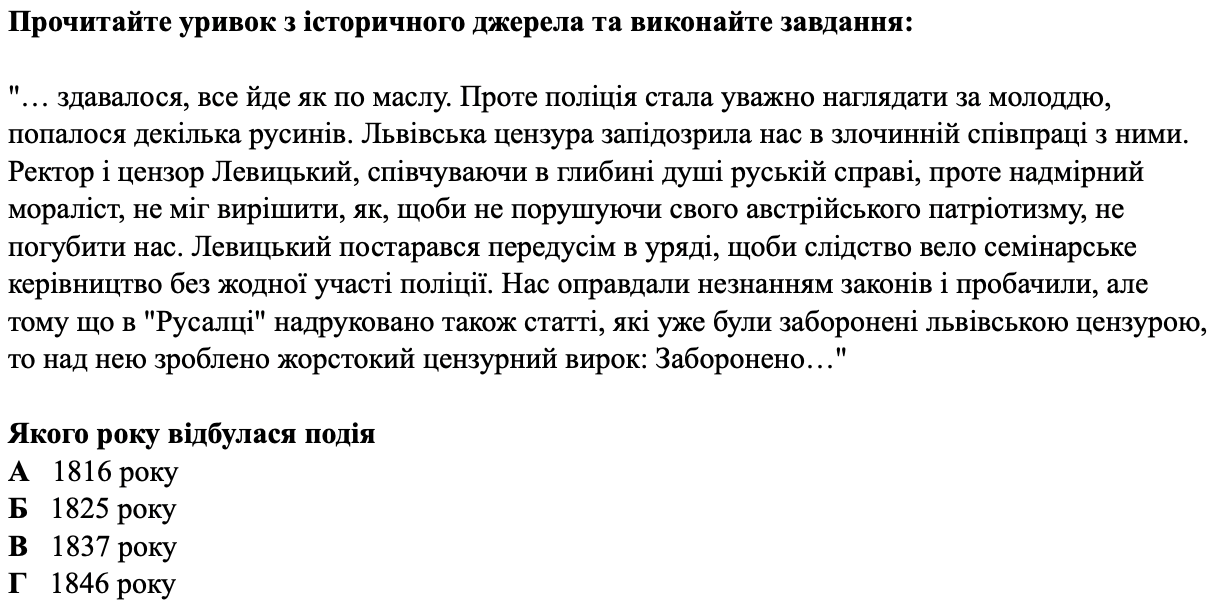 Прочитайте уривок з історичного джерела та виконайте завдання:
"… здавалося, все йде як по маслу. Проте поліція стала уважно наглядати за молоддю,
попалося декілька русинів. Львівська цензура запідозрила нас в злочинній співпраці з ними.
Ректор і цензор Левицький, співчуваючи в глибині душі руській справі, проте надмірний
мораліст, не міг вирішити, як, щоби не порушуючи свого австрійського патріотизму, не
погубити нас. Левицький постарався передусім в уряді, щоби слідство вело семінарське
керівництво без жодної участі поліції. Нас оправдали незнанням законів і пробачили, але
тому що в "Русалці" надруковано також статті, які уже були заборонені львівською цензурою,
то над нею зроблено жорстокий цензурний вирок: Заборонено…"
Якого року відбулася подія
А 1816 року
Б 1825 року
В 1837 року
Г 1846 року